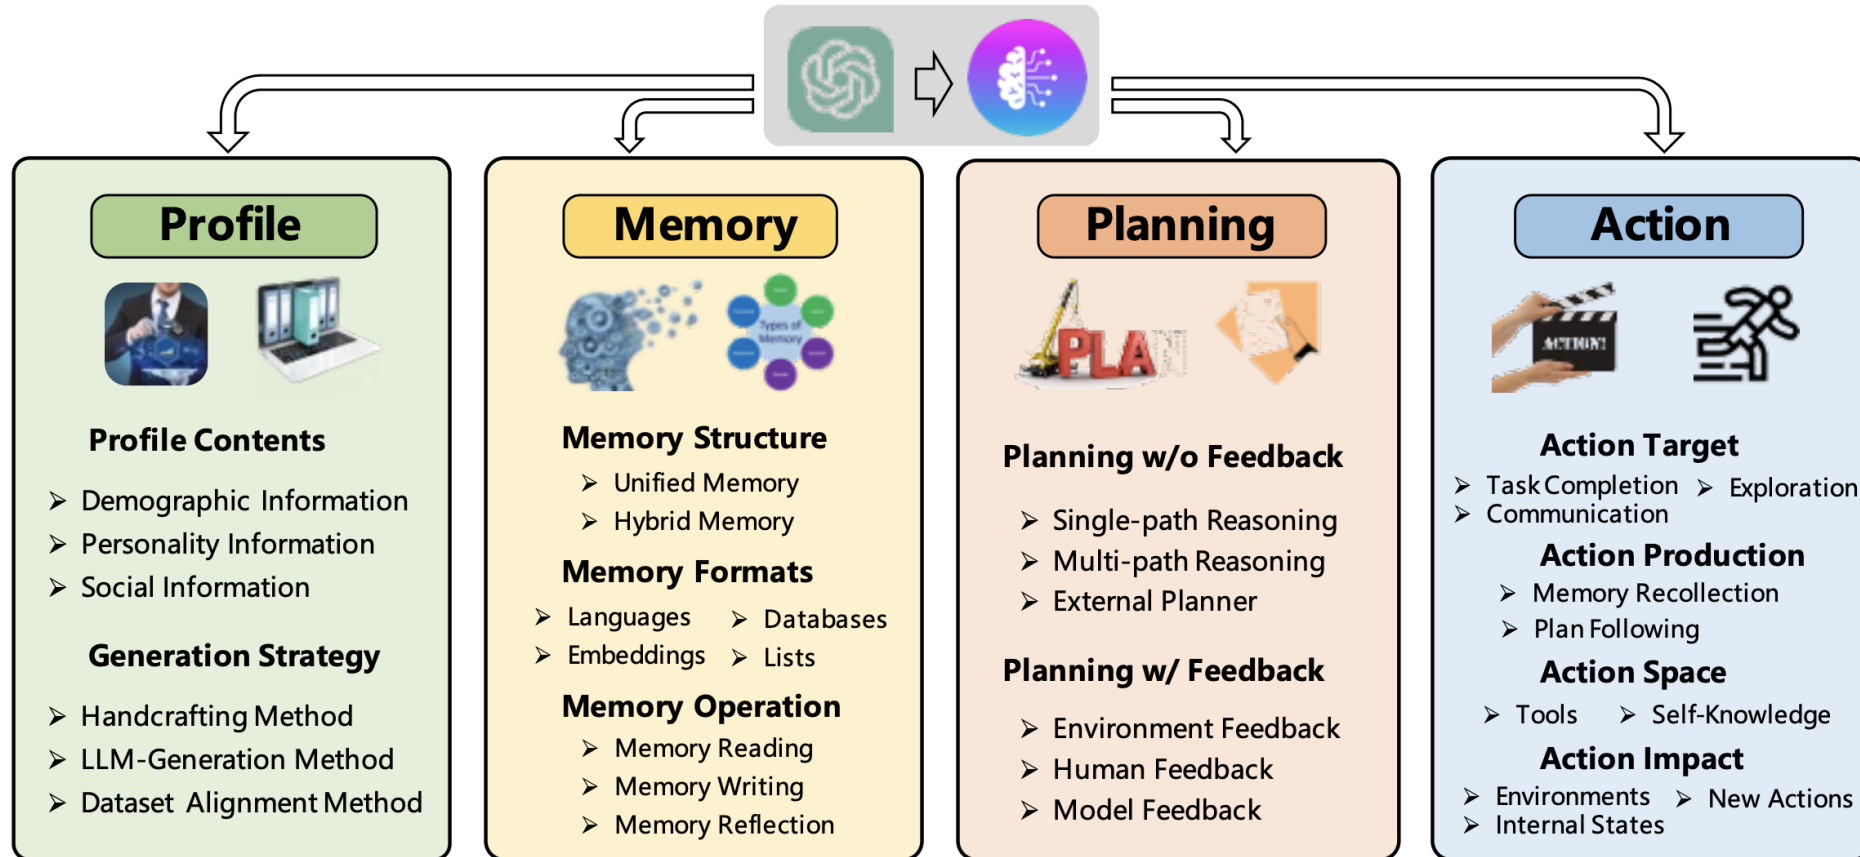 Profile
Profile Contents
➢ Demographic Information
➢ Personality Information
➢ Social Information
Generation Strategy
➢ Handcrafting Method
➢ LLM-Generation Method
➢ Dataset Alignment Method
Memory
Types of
Memory
Memory Structure
➢ Unified Memory
➢ Hybrid Memory
Memory Formats
➢ Languages ➢ Databases
➢ Embeddings ➢ Lists
Memory Operation
➢ Memory Reading
➢ Memory Writing
➢ Memory Reflection
Planning
PLA
Planning w/o Feedback
➢ Single-path Reasoning
➢ Multi-path Reasoning
➢ External Planner
Planning w/ Feedback
➢ Environment Feedback
➢ Human Feedback
➢ Model Feedback
Action
ACTION!
Action Target
➢ Task Completion ➢ Exploration
➢ Communication
Action Production
➢ Memory Recollection
➢ Plan Following
Action Space
➢ Tools ➢ Self-Knowledge
Action Impact
➢ Environments ➢ New Actions
➢ Internal States